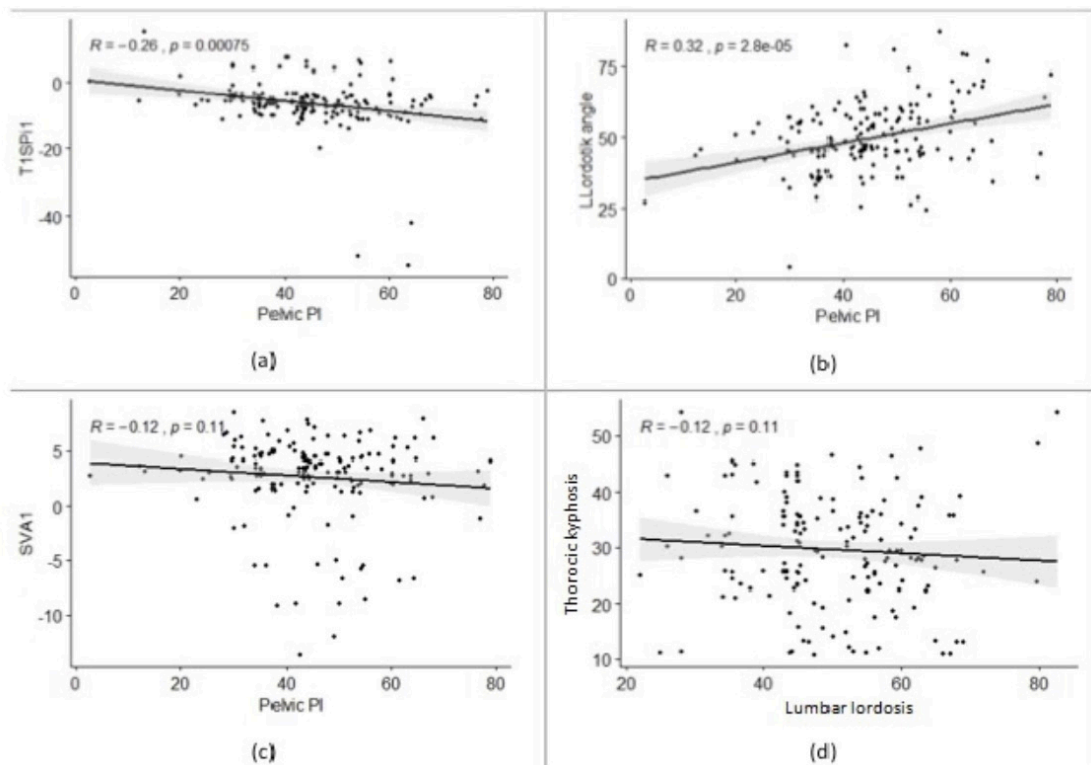 R = −0.26 , p = 0.00075
T1SPi1
0
-20
-40
0 20 40 60 80
Pelvic PI
(a)
R = 0.32 , p = 2.8e-05
LLordotik angle
75
50
25
0
0 20 40 60 80
Pelvic PI
(b)
R = −0.12 , p = 0.11
SVA1
5
0
-5
-10
0 20 40 60 80
Pelvic PI
(c)
R = −0.12 , p = 0.11
Thorocic kyphosis
50
40
30
20
10
20 40 60 80
Lumbar lordosis
(d)